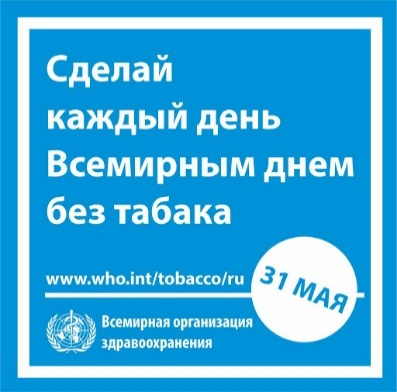 Сделай
каждый день
Всемирным днем
без табака
www.who.int/tobacco/ru
31 МАЯ
Всемирная организация
здравоохранения